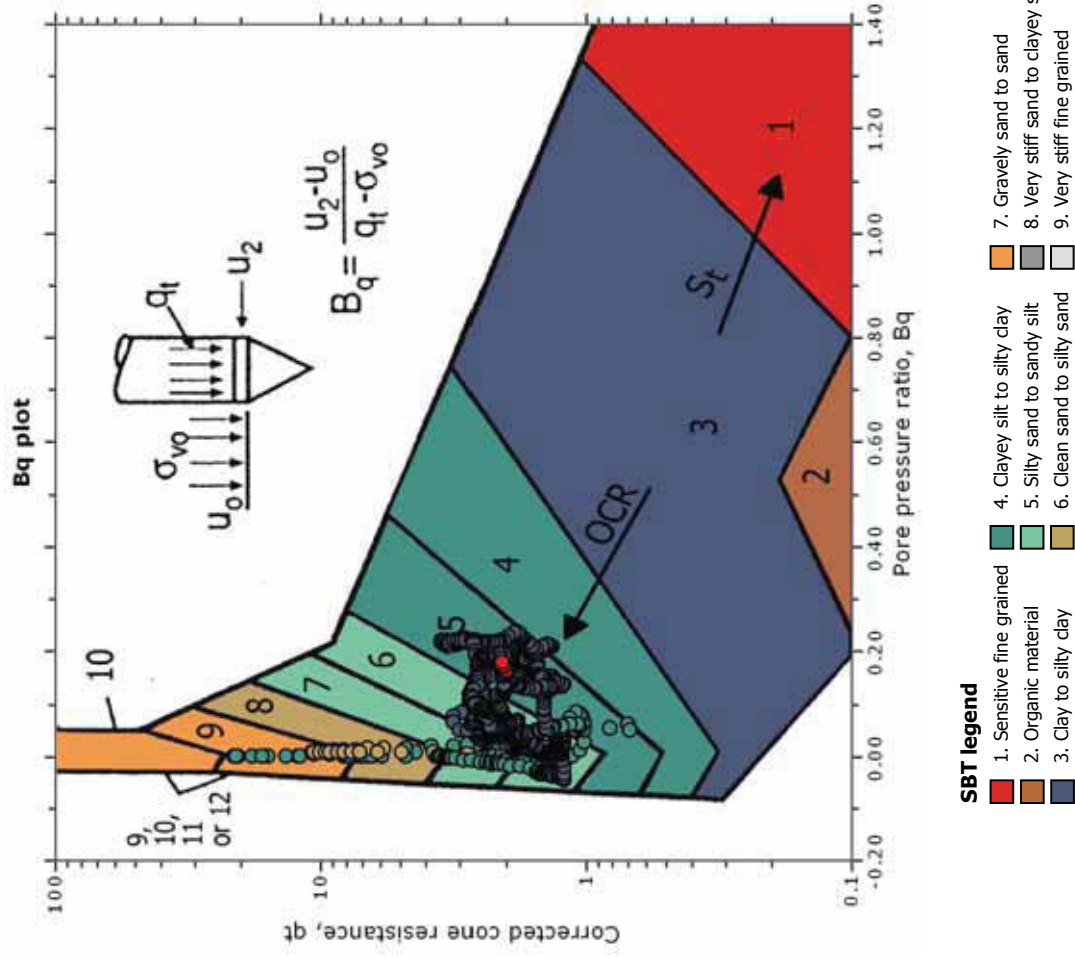 Bq plot
100
10
1
0.1
Corrected cone resistance, qt
-0.20
0.00
0.20
0.40
0.60
0.80
1.00
1.20
1.40
Pore pressure ratio, Bq
10
9,
10,
11
or 12
9
8
7
6
5
4
3
2
1
OCR
St
qt
σvo
uo
u2
Bq = u2-uo
qt -σvo
SBT legend
1. Sensitive fine grained
2. Organic material
3. Clay to silty clay
4. Clayey silt to silty clay
5. Silty sand to sandy silt
6. Clean sand to silty sand
7. Gravely sand to sand
8. Very stiff sand to clayey s
9. Very stiff fine grained